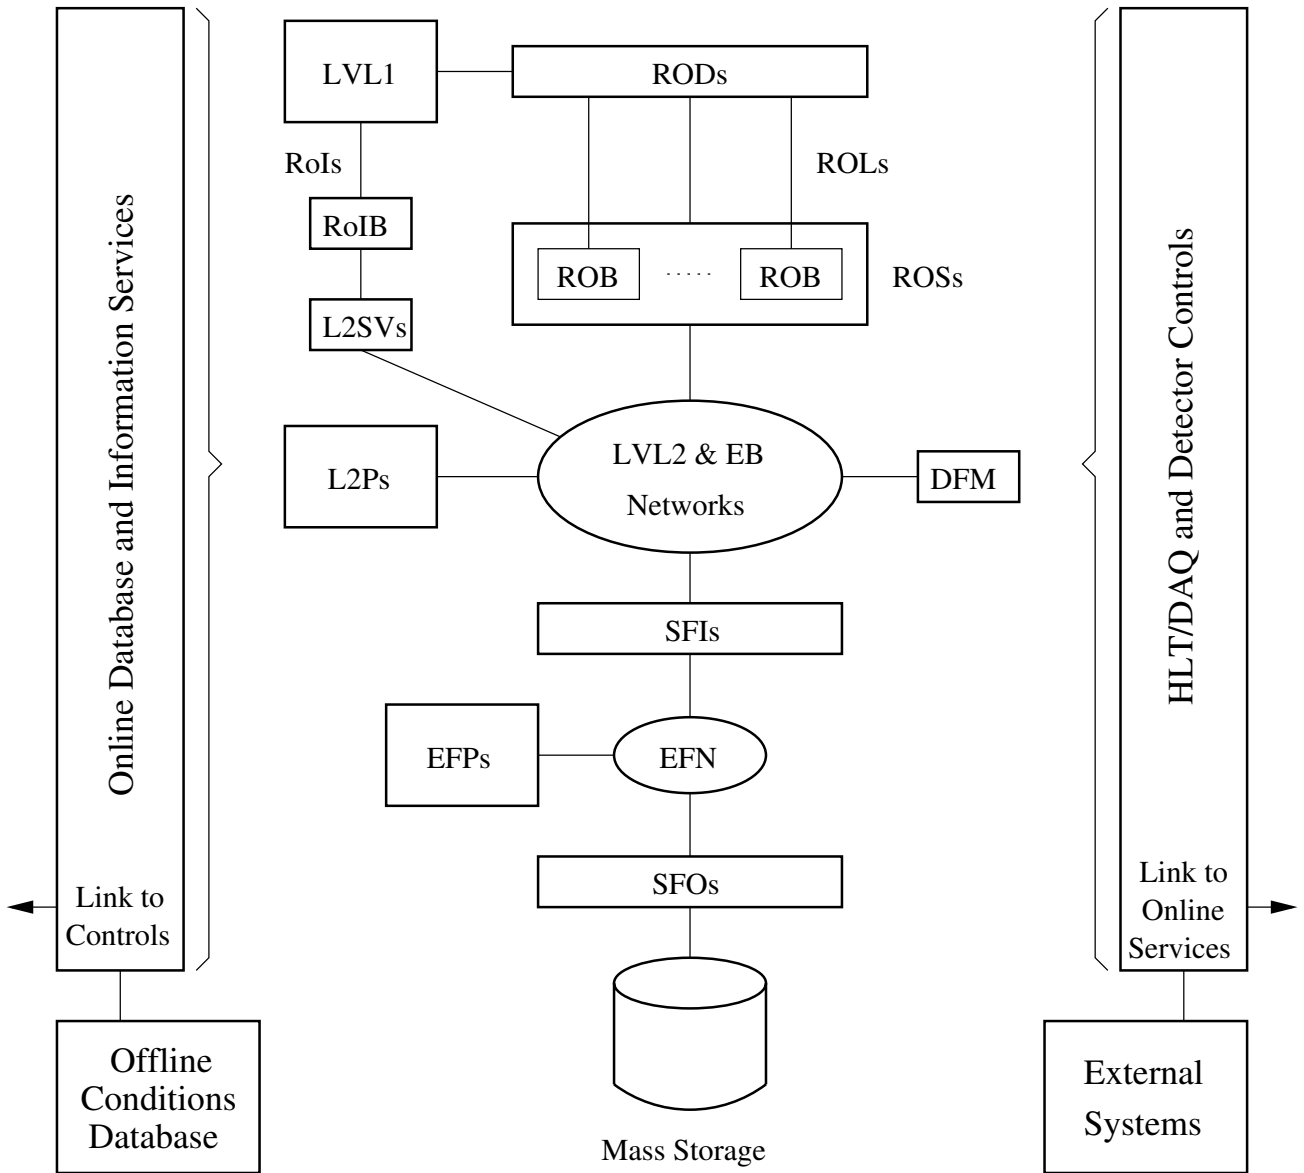 Online Database and Information Services
Link to
Controls
Offline
Conditions
Database
LVL1
RODs
RoIs
ROLs
RoIB
ROB
.....
ROB
ROSs
L2SVs
L2Ps
LVL2 & EB
Networks
DFM
SFIs
EFPs
EFN
SFOs
Mass Storage
HLT/DAQ and Detector Controls
Link to
Online
Services
External
Systems